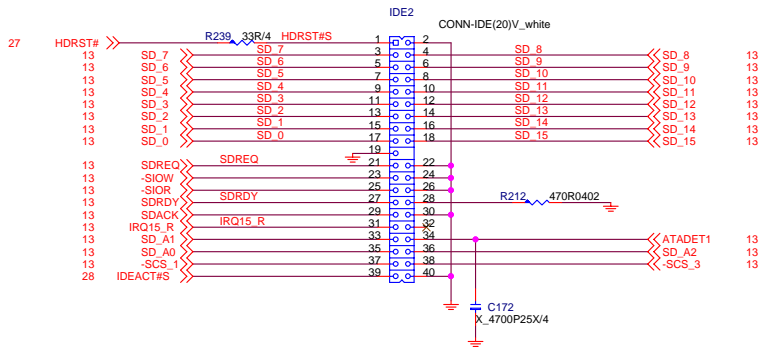 IDE2
CONN-IDE(20)V_white
27 HDRST# R239 33R/4 HDRST#S 1 2
13 SD_7 SD_7 3 4 SD_8 SD_8 13
13 SD_6 SD_6 5 6 SD_9 SD_9 13
13 SD_5 SD_5 7 8 SD_10 SD_10 13
13 SD_4 SD_4 9 10 SD_11 SD_11 13
13 SD_3 SD_3 11 12 SD_12 SD_12 13
13 SD_2 SD_2 13 14 SD_13 SD_13 13
13 SD_1 SD_1 15 16 SD_14 SD_14 13
13 SD_0 SD_0 17 18 SD_15 SD_15 13
19
13 SDREQ SDREQ 21 22
13 -SIOW 23 24
13 -SIOR 25 26
13 SDRDY SDRDY 27 28 R212 470R0402
13 SDACK 29 30
13 IRQ15_R IRQ15_R 31 32
13 SD_A1 33 34 ATADET1 13
13 SD_A0 35 36 SD_A2 13
13 -SCS_1 37 38 -SCS_3 13
28 IDEACT#S 39 40
C172
X_4700P25X/4